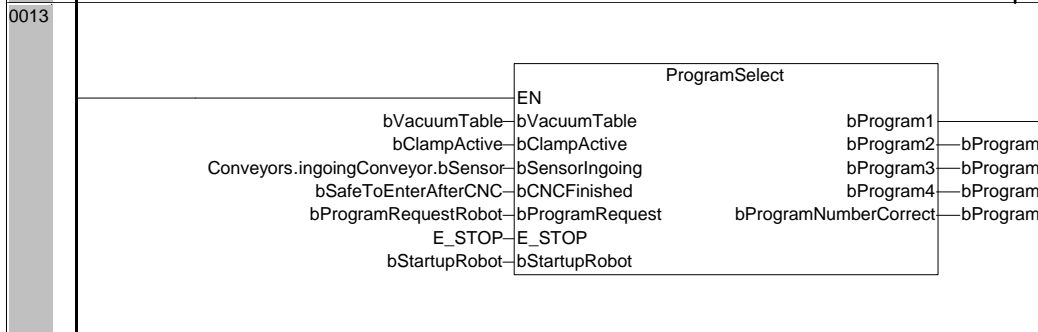 0013
ProgramSelect
EN
bVacuumTable bVacuumTable bProgram1
bClampActive bClampActive bProgram2 bProgram
Conveyors.ingoingConveyor.bSensor bSensorIngoing bProgram3 bProgram
bSafeToEnterAfterCNC bCNCFinished bProgram4 bProgram
bProgramRequestRobot bProgramRequest bProgramNumberCorrect bProgram
E_STOP E_STOP
bStartupRobot bStartupRobot